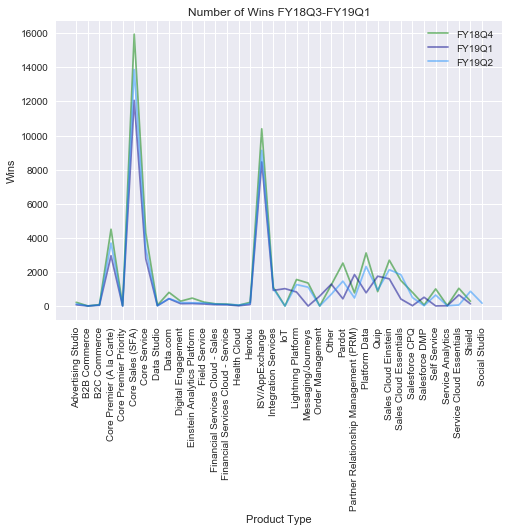 Number of Wins FY18Q3-FY19Q1
FY18Q4
FY19Q1
FY19Q2
16000
14000
12000
10000
8000
6000
4000
2000
0
Wins
Advertising Studio
B2B Commerce
B2C Commerce
Core Premier (A la Carte)
Core Premier Priority
Core Sales (SFA)
Core Service
Data Studio
Data.com
Digital Engagement
Einstein Analytics Platform
Field Service
Financial Services Cloud - Sales
Financial Services Cloud - Service
Health Cloud
Heroku
ISV/AppExchange
Integration Services
IoT
Lightning Platform
Messaging/Journeys
Order Management
Other
Pardot
Partner Relationship Management (PRM)
Platform Data
Quip
Sales Cloud Einstein
Sales Cloud Essentials
Salesforce CPQ
Salesforce DMP
Self Service
Service Analytics
Service Cloud Essentials
Shield
Social Studio
Product Type